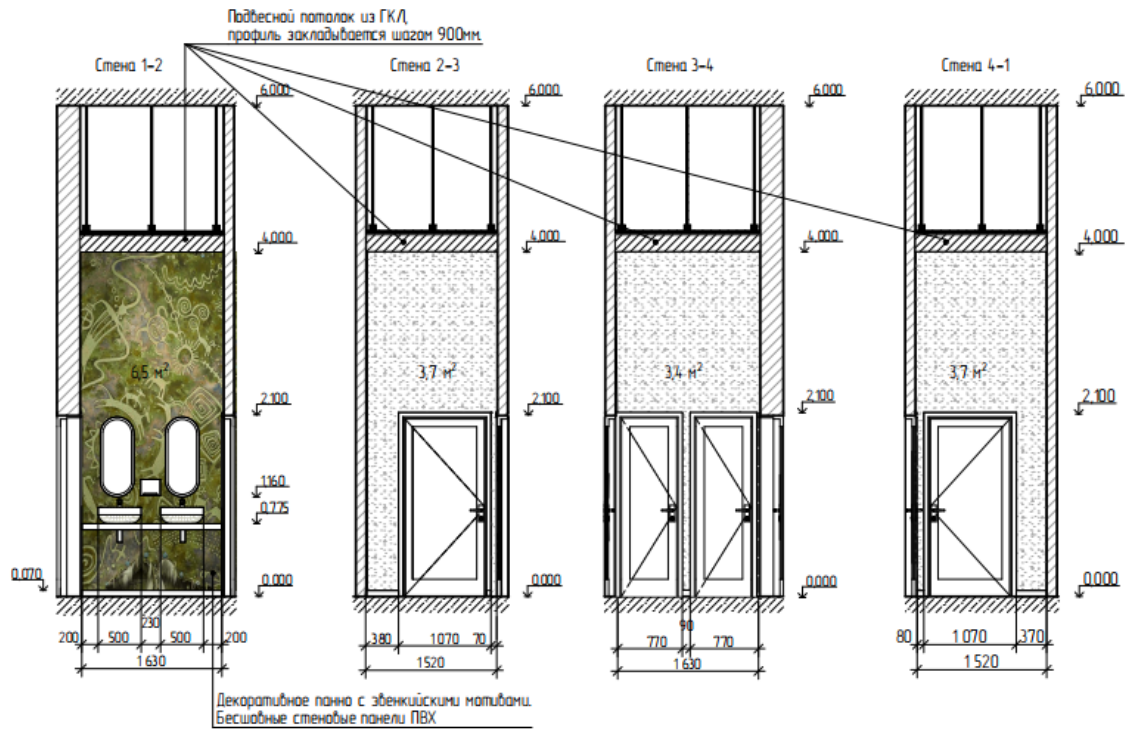 Подвесной потолок из ГКЛ,
профиль закладывается шагом 900мм.
Стена 1-2
Стена 2-3
Стена 3-4
Стена 4-1
6.000
6.000
6.000
6.000
4.000
4.000
4.000
4.000
6,5 м²
3,7 м²
3,4 м²
3,7 м²
2.100
2.100
2.100
2.100
1.160
0.775
0.070
0.000
0.000
0.000
0.000
230
90
200 500 500 200
380 1070 70
770 770
80 1 070 370
1 630
1520
1 630
1 520
Декоративное панно с эвенкийскими мотивами.
Бесшовные стеновые панели ПВХ